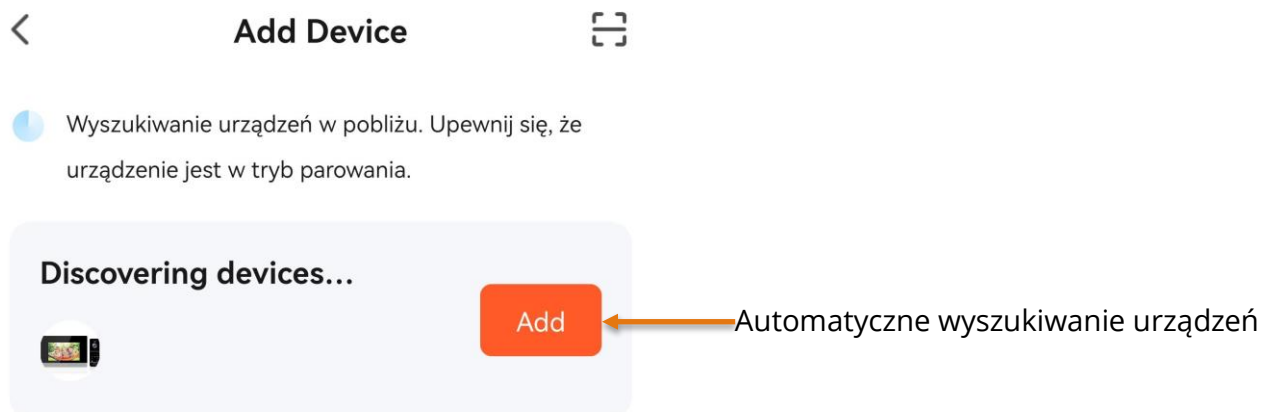 Add Device
Wyszukiwanie urządzeń w pobliżu. Upewnij się, że
urządzenie jest w tryb parowania.
Discovering devices...
Add
Automatyczne wyszukiwanie urządzeń